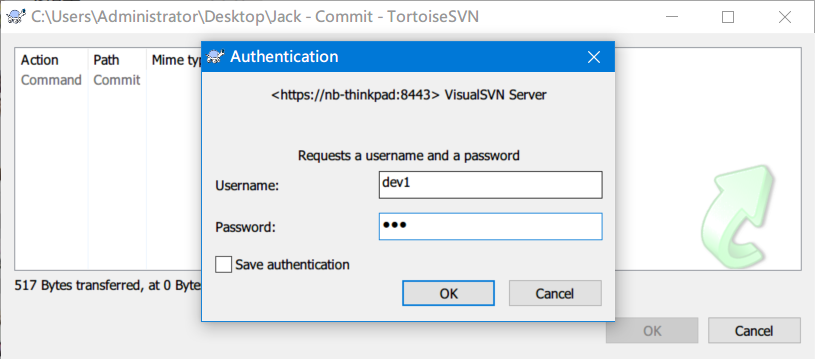 C:\Users\Administrator\Desktop\Jack - Commit - TortoiseSVN
Authentication
Action Path Mime typ
Command Commit
<https://nb-thinkpad:8443> VisualSVN Server
Requests a username and a password
Username: dev1
Password: ●●●
Save authentication
517 Bytes transferred, at 0 Byte
OK Cancel
OK Cancel